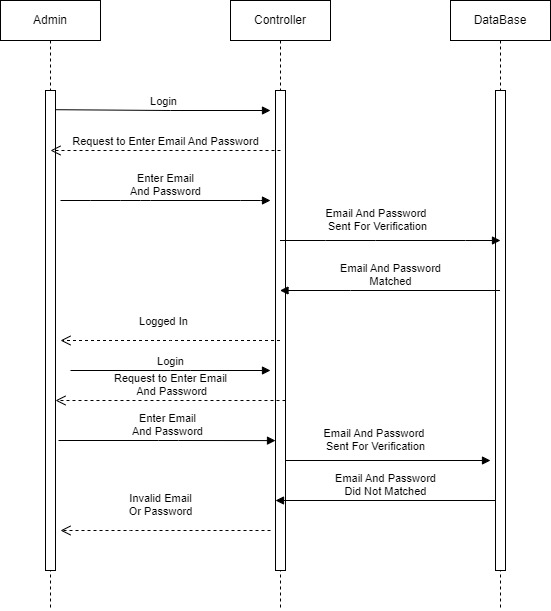 Admin
Controller
DataBase
Login
Request to Enter Email And Password
Enter Email
And Password
Email And Password
Sent For Verification
Email And Password
Matched
Logged In
Login
Request to Enter Email
And Password
Enter Email
And Password
Email And Password
Sent For Verification
Email And Password
Did Not Matched
Invalid Email
Or Password